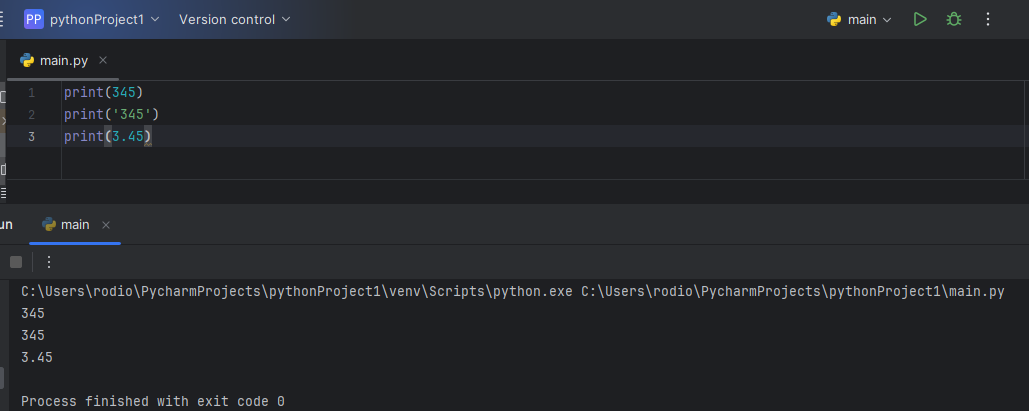 PP pythonProject1 Version control main
main.py
1 print(345)
2 print('345')
3 print(3.45)
un main
C:\Users\rodio\PycharmProjects\pythonProject1\venv\Scripts\python.exe C:\Users\rodio\PycharmProjects\pythonProject1\main.py
345
345
3.45
Process finished with exit code 0